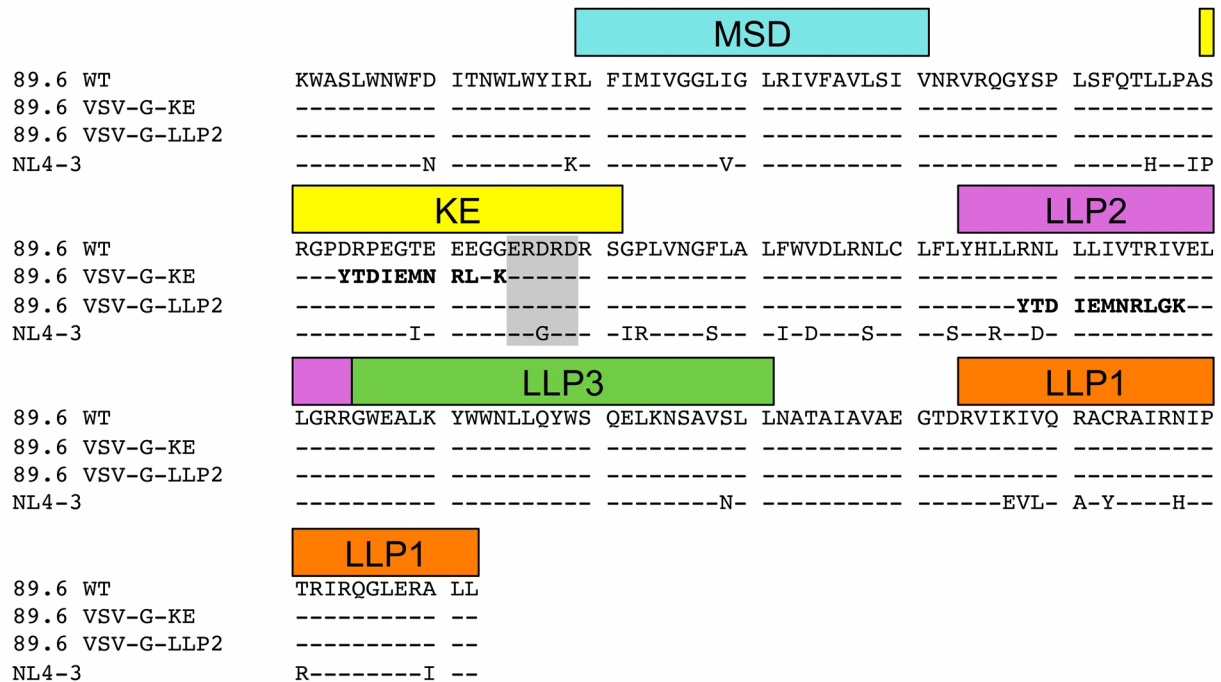 MSD
89.6 WT KWASLWNWFD ITNWLWYIRL FIMIVGGLIG LRIVFAVLSI VNRVRQGYSP LSFQTLLPAS
89.6 VSV-G-KE ---------- ---------- ---------- ---------- ---------- ----------
89.6 VSV-G-LLP2 ---------- ---------- ---------- ---------- ---------- ----------
NL4-3 ---------N --------K- --------V- ---------- ---------- -----H--IP
KE LLP2
89.6 WT RGPDRPEGTE EEGGERDRDR SGPLVNGFLA LFWVDLRNLC LFLYHLLRNL LLIVTRIVEL
89.6 VSV-G-KE ---YTDIEMN RL-K------ ---------- ---------- ---------- ----------
89.6 VSV-G-LLP2 ---------- ---------- ---------- ---------- -------YTD IEMNRLGK--
NL4-3 --------I- ------G--- -IR----S-- -I-D---S-- --S--R--D- ----------
LLP3 LLP1
89.6 WT LGRRGWEALK YWWNLLQYWS QELKNSAVSL LNATAIAVAE GTDRVIKIVQ RACRAIRNIP
89.6 VSV-G-KE ---------- ---------- ---------- ---------- ---------- ----------
89.6 VSV-G-LLP2 ---------- ---------- ---------- ---------- ---------- ----------
NL4-3 ---------- ---------- --------N- ---------- ------EVL- A-Y----H--
LLP1
89.6 WT TRIRQGLERA LL
89.6 VSV-G-KE ---------- --
89.6 VSV-G-LLP2 ---------- --
NL4-3 R--------I --